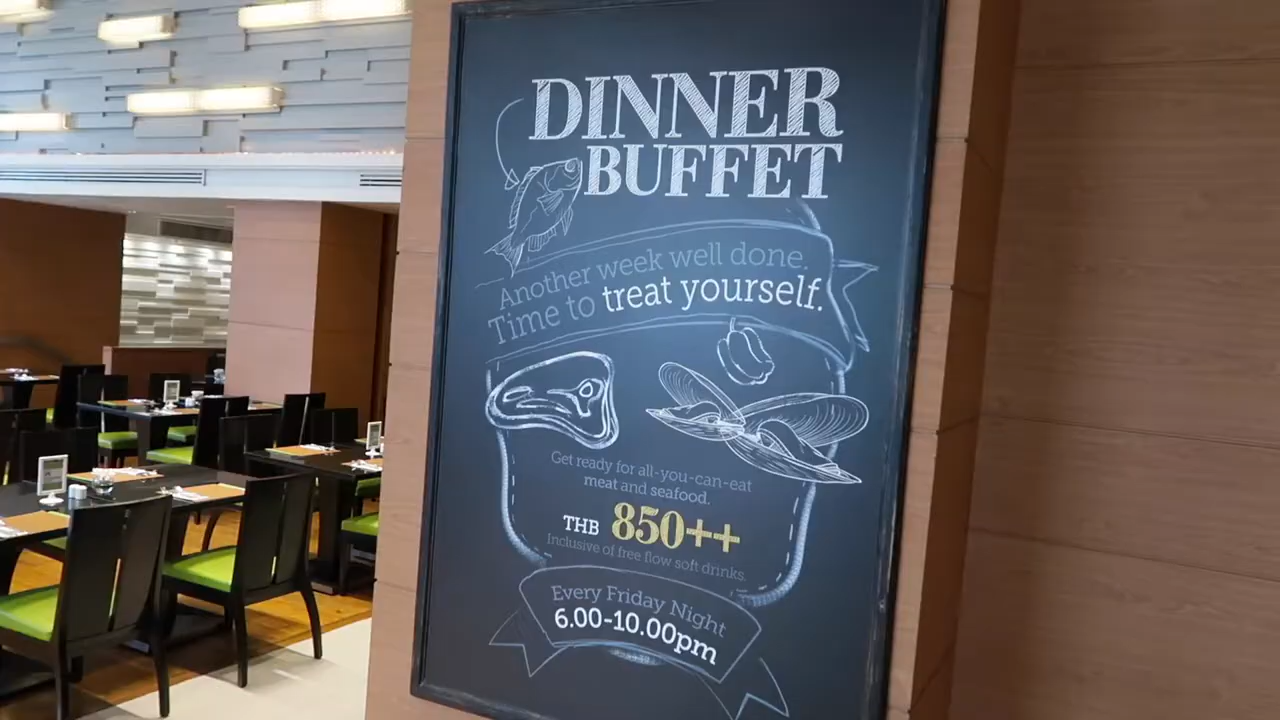 DINNER
BUFFET
Another week well done.
Time to treat yourself.
Get ready for all-you-can-eat
meat and seafood.
THB 850++
Inclusive of free flow soft drinks.
Every Friday Night
6.00-10.00pm